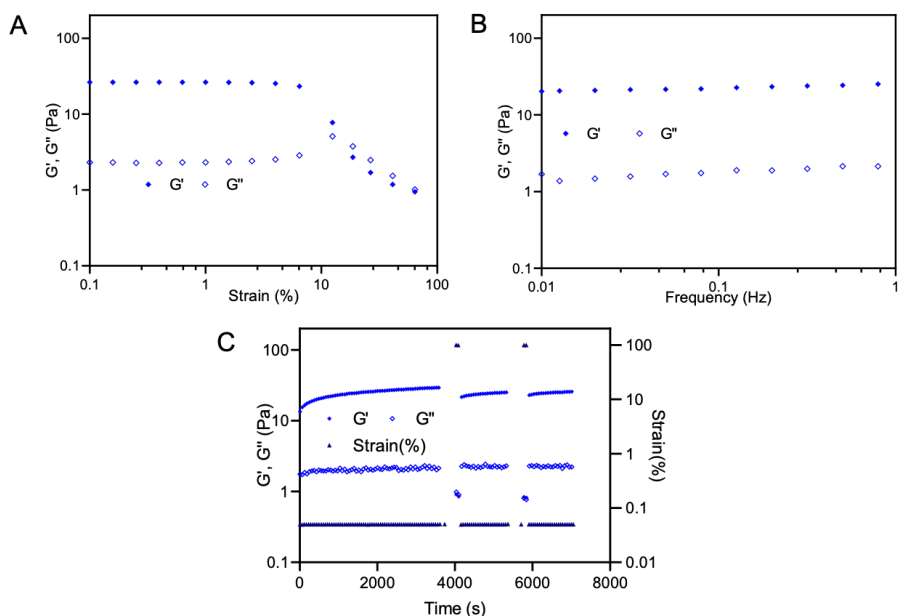 A
100
10
1
0.1
G', G" (Pa)
G' G"
0.1 1 10 100
Strain (%)
B
100
10
1
0.1
G', G" (Pa)
G' G"
0.01 0.1 1
Frequency (Hz)
C
100
10
1
0.1
G', G" (Pa)
G' G"
Strain(%)
100
10
1
0.1
0.01
Strain(%)
0 2000 4000 6000 8000
Time (s)